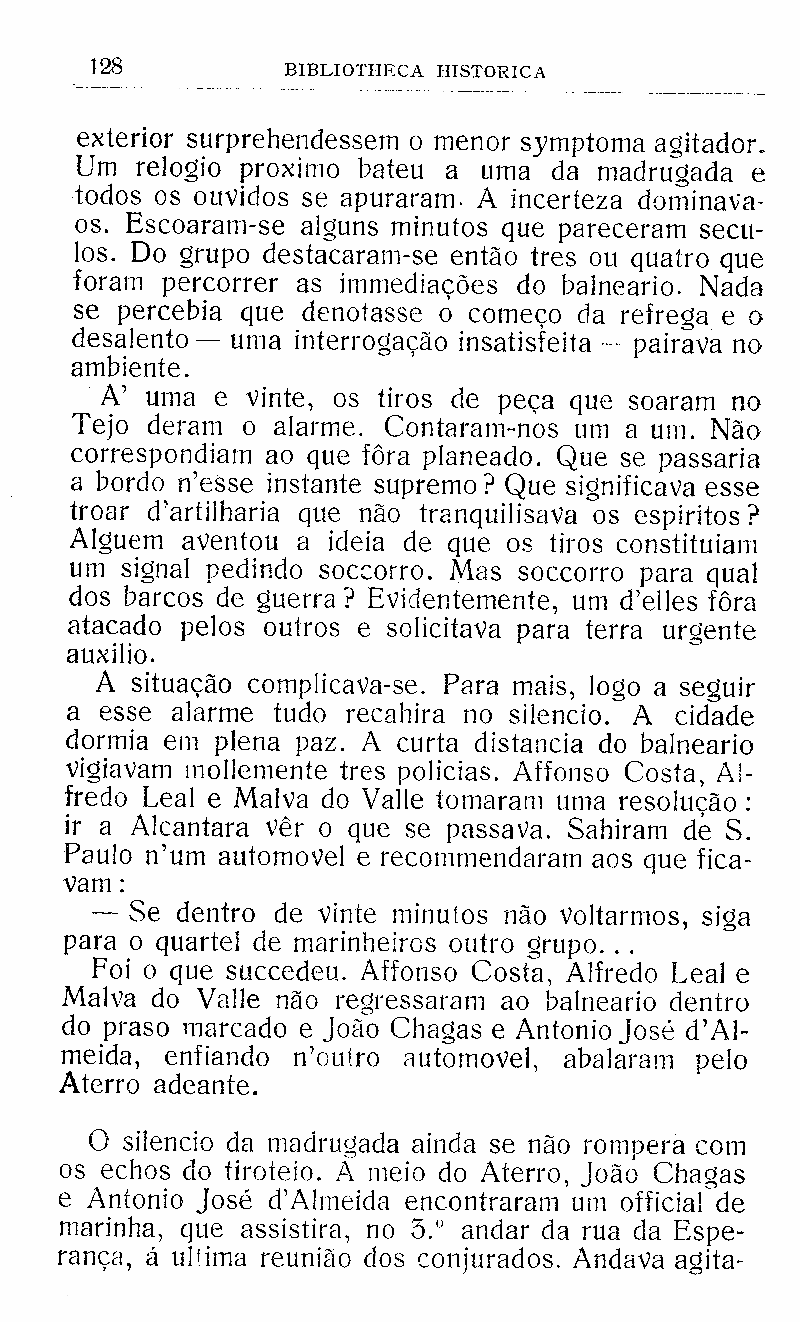 128 BIBLIOTHECA HISTORICA
exterior surprehendessem o menor symptoma agitador.
Um relogio proximo bateu a uma da madrugada e
todos os ouvidos se apuraram. A incerteza dominava-
os. Escoaram-se alguns minutos que pareceram secu-
los. Do grupo destacaram-se então tres ou quatro que
foram percorrer as immediações do balneario. Nada
se percebia que denotasse o começo da refrega e o
desalento — uma interrogação insatisfeita — pairava no
ambiente.
A' uma e vinte, os tiros de peça que soaram no
Tejo deram o alarme. Contaram-nos um a um. Não
correspondiam ao que fôra planeado. Que se passaria
a bordo n'esse instante supremo? Que significava esse
troar d'artilharia que não tranquilisava os espiritos?
Alguem aventou a ideia de que os tiros constituiam
um signal pedindo soccorro. Mas soccorro para qual
dos barcos de guerra? Evidentemente, um d'elles fôra
atacado pelos outros e solicitava para terra urgente
auxilio.
A situação complicava-se. Para mais, logo a seguir
a esse alarme tudo recahira no silencio. A cidade
dormia em plena paz. A curta distancia do balneario
vigiavam mollemente tres policias. Affonso Costa, Al-
fredo Leal e Malva do Valle tomaram uma resolução:
ir a Alcantara vêr o que se passava. Sahiram de S.
Paulo n'um automovel e recommendaram aos que fica-
vam:
— Se dentro de vinte minutos não voltarmos, siga
para o quartel de marinheiros outro grupo...
Foi o que succedeu. Affonso Costa, Alfredo Leal e
Malva do Valle não regressaram ao balneario dentro
do praso marcado e João Chagas e Antonio José d'Al-
meida, enfiando n'outro automovel, abalaram pelo
Aterro adeante.
O silencio da madrugada ainda se não rompera com
os echos do tiroteio. À meio do Aterro, João Chagas
e Antonio José d'Almeida encontraram um official de
marinha, que assistira, no 3.º andar da rua da Espe-
rança, á ultima reunião dos conjurados. Andava agita-